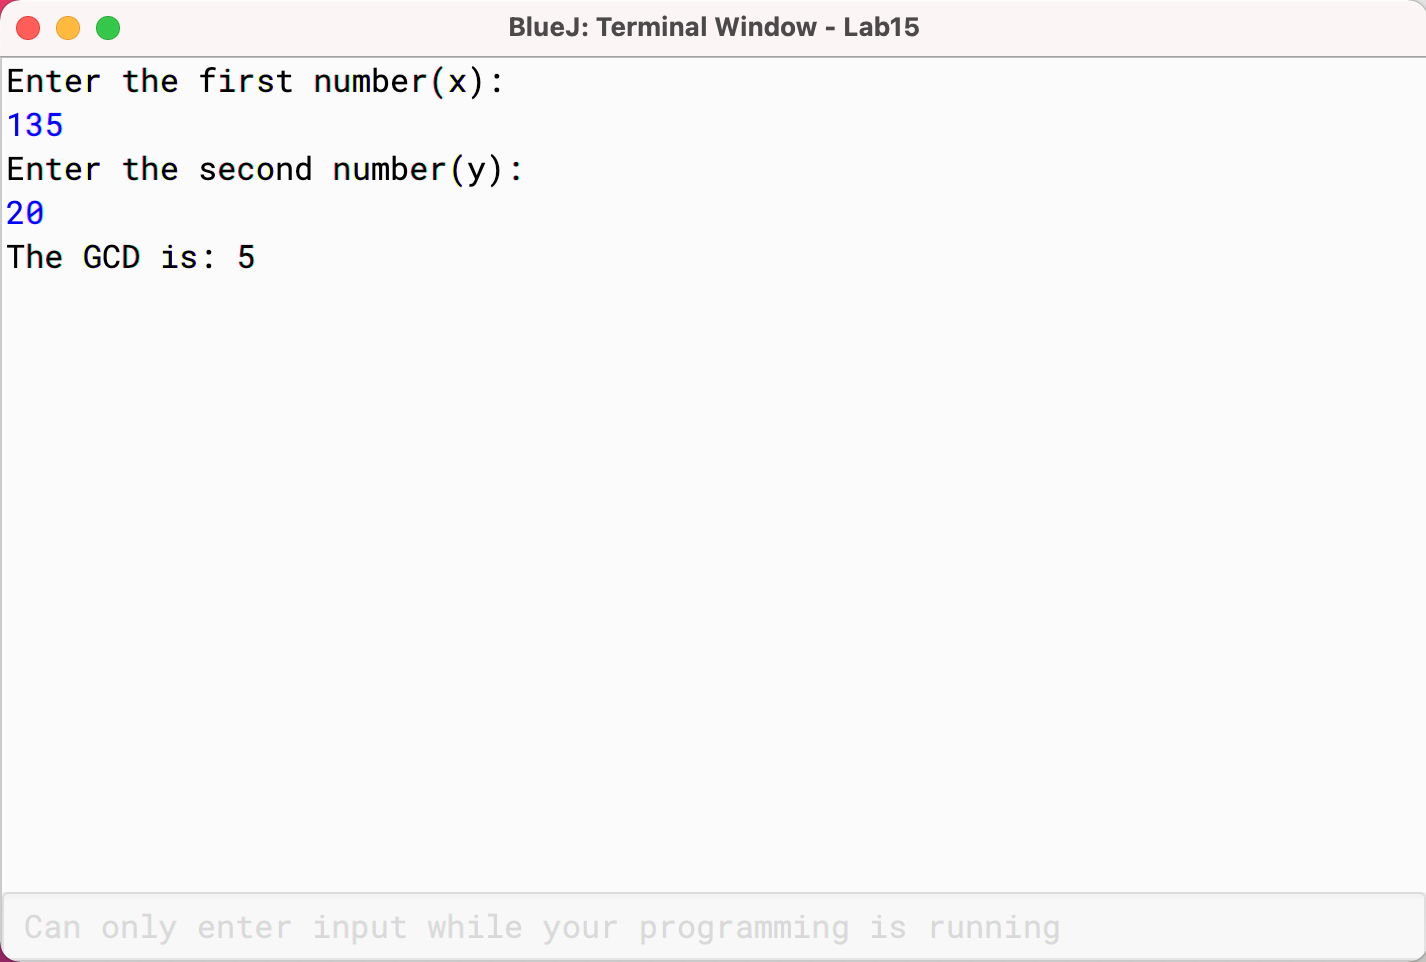 BlueJ: Terminal Window - Lab15
Enter the first number(x):
135
Enter the second number(y):
20
The GCD is: 5
Can only enter input while your programming is running